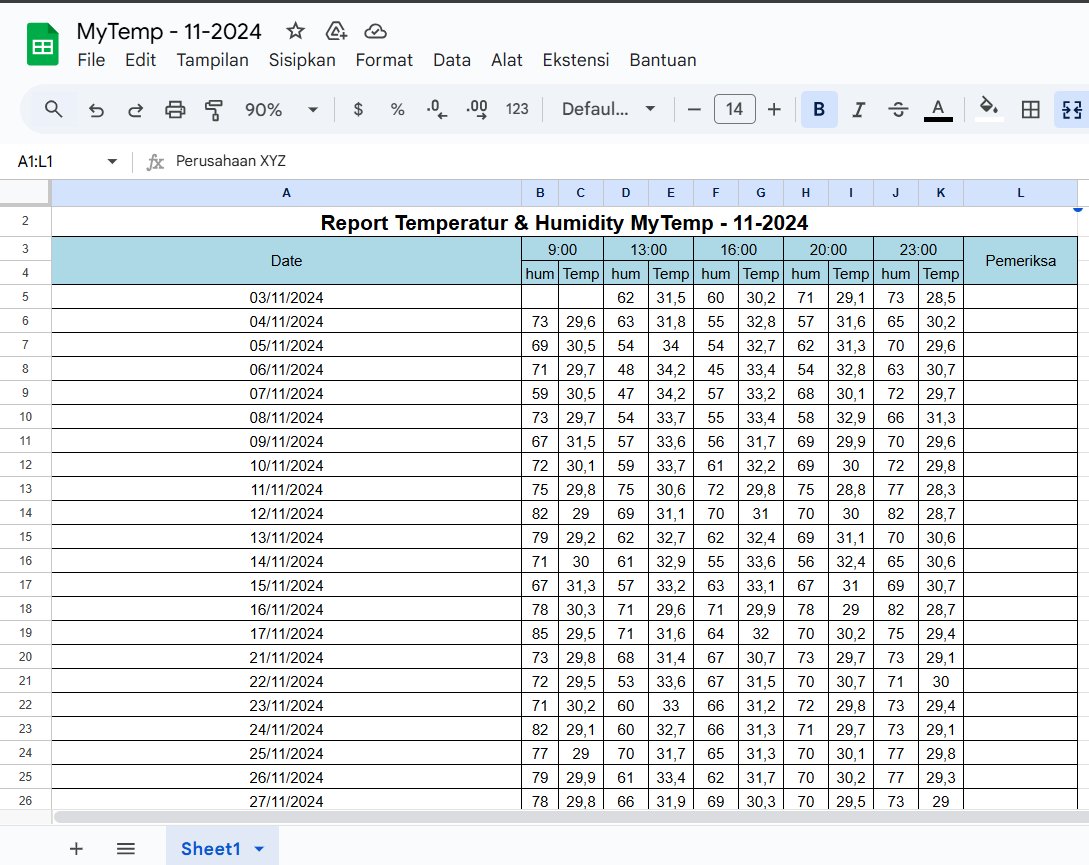 MyTemp - 11-2024
File Edit Tampilan Sisipkan Format Data Alat Ekstensi Bantuan
90% $ % .0 .00 123 Defaul... 14 B I S A
A1:L1 fx Perusahaan XYZ
A B C D E F G H I J K L
2 Report Temperatur & Humidity MyTemp - 11-2024
3 Date 9:00 13:00 16:00 20:00 23:00 Pemeriksa
4 hum Temp hum Temp hum Temp hum Temp hum Temp
5 03/11/2024 62 31,5 60 30,2 71 29,1 73 28,5
6 04/11/2024 73 29,6 63 31,8 55 32,8 57 31,6 65 30,2
7 05/11/2024 69 30,5 54 34 54 32,7 62 31,3 70 29,6
8 06/11/2024 71 29,7 48 34,2 45 33,4 54 32,8 63 30,7
9 07/11/2024 59 30,5 47 34,2 57 33,2 68 30,1 72 29,7
10 08/11/2024 73 29,7 54 33,7 55 33,4 58 32,9 66 31,3
11 09/11/2024 67 31,5 57 33,6 56 31,7 69 29,9 70 29,6
12 10/11/2024 72 30,1 59 33,7 61 32,2 69 30 72 29,8
13 11/11/2024 75 29,8 75 30,6 72 29,8 75 28,8 77 28,3
14 12/11/2024 82 29 69 31,1 70 31 70 30 82 28,7
15 13/11/2024 79 29,2 62 32,7 62 32,4 69 31,1 70 30,6
16 14/11/2024 71 30 61 32,9 55 33,6 56 32,4 65 30,6
17 15/11/2024 67 31,3 57 33,2 63 33,1 67 31 69 30,7
18 16/11/2024 78 30,3 71 29,6 71 29,9 78 29 82 28,7
19 17/11/2024 85 29,5 71 31,6 64 32 70 30,2 75 29,4
20 21/11/2024 73 29,8 68 31,4 67 30,7 73 29,7 73 29,1
21 22/11/2024 72 29,5 53 33,6 67 31,5 70 30,7 71 30
22 23/11/2024 71 30,2 60 33 66 31,2 72 29,8 73 29,4
23 24/11/2024 82 29,1 60 32,7 66 31,3 71 29,7 73 29,1
24 25/11/2024 77 29 70 31,7 65 31,3 70 30,1 77 29,8
25 26/11/2024 79 29,9 61 33,4 62 31,7 70 30,2 77 29,3
26 27/11/2024 78 29,8 66 31,9 69 30,3 70 29,5 73 29
Sheet1